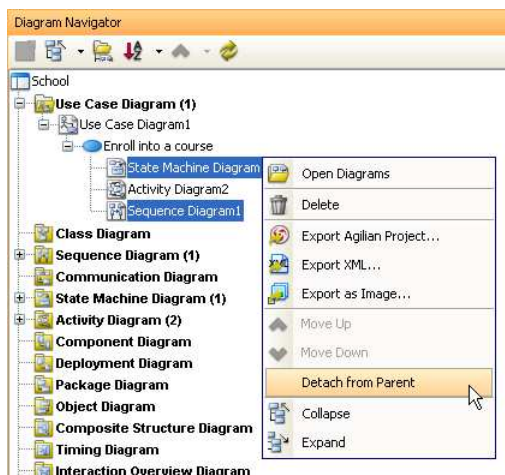 Diagram Navigator
School
Use Case Diagram (1)
Use Case Diagram1
Enroll into a course
State Machine Diagram
Activity Diagram2
Sequence Diagram1
Class Diagram
Sequence Diagram (1)
Communication Diagram
State Machine Diagram (1)
Activity Diagram (2)
Component Diagram
Deployment Diagram
Package Diagram
Object Diagram
Composite Structure Diagram
Timing Diagram
Interaction Overview Diagram
Open Diagrams
Delete
Export Agilian Project...
Export XML...
Export as Image...
Move Up
Move Down
Detach from Parent
Collapse
Expand